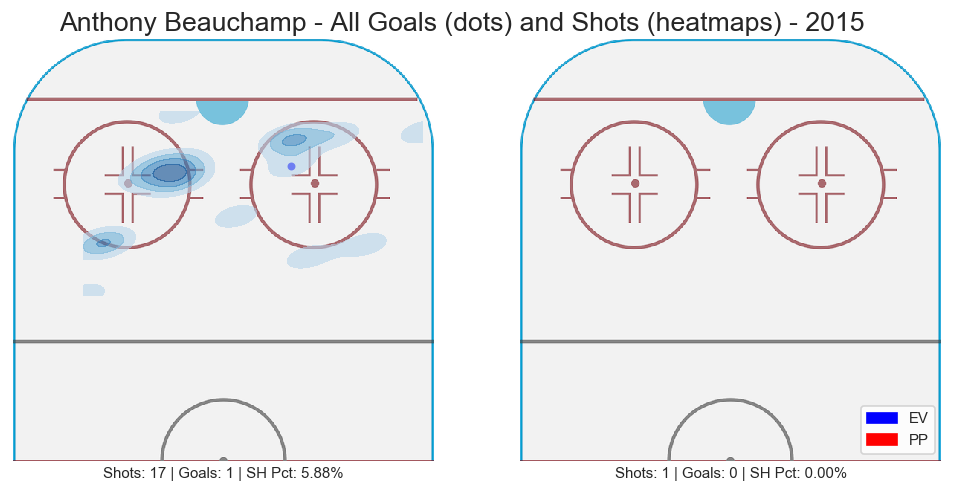 Anthony Beauchamp - All Goals (dots) and Shots (heatmaps) - 2015
EV
PP
Shots: 17 | Goals: 1 | SH Pct: 5.88%
Shots: 1 | Goals: 0 | SH Pct: 0.00%